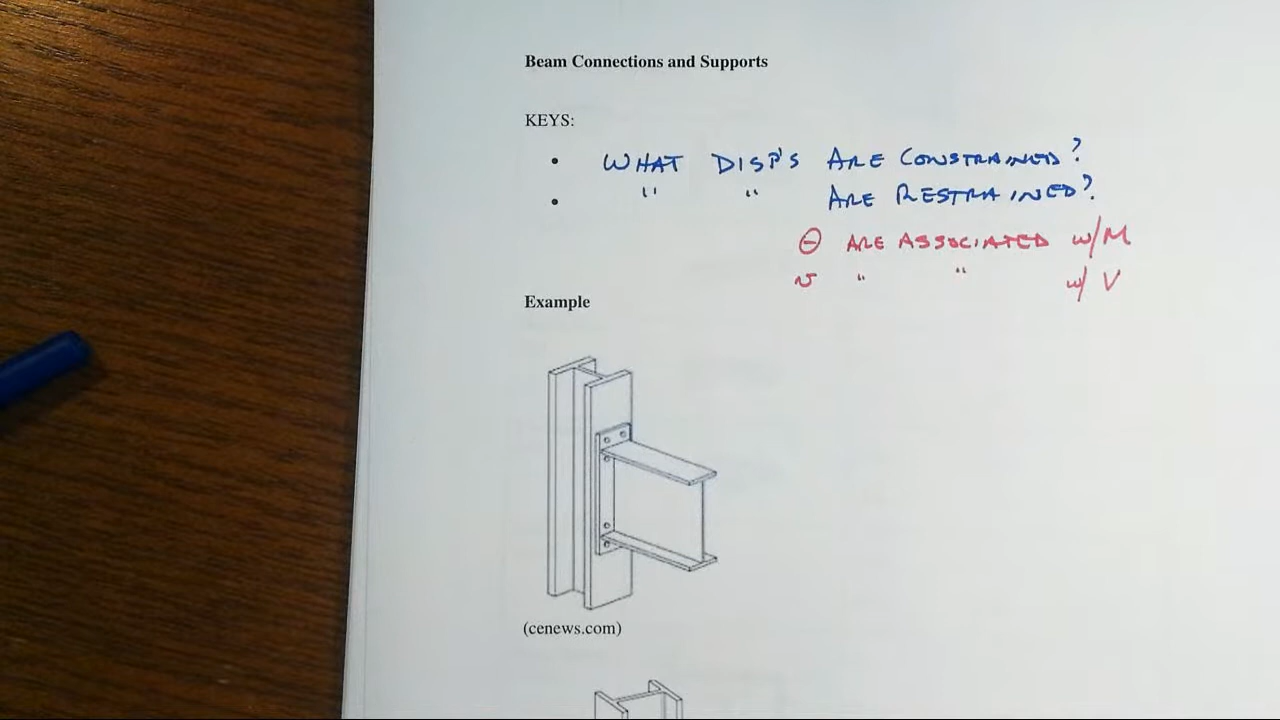 Beam Connections and Supports
KEYS:
• WHAT DISP'S ARE CONSTRAINED?
• " " ARE RESTRAINED?
θ ARE ASSOCIATED w/M
v " " w/ V
Example
(cenews.com)